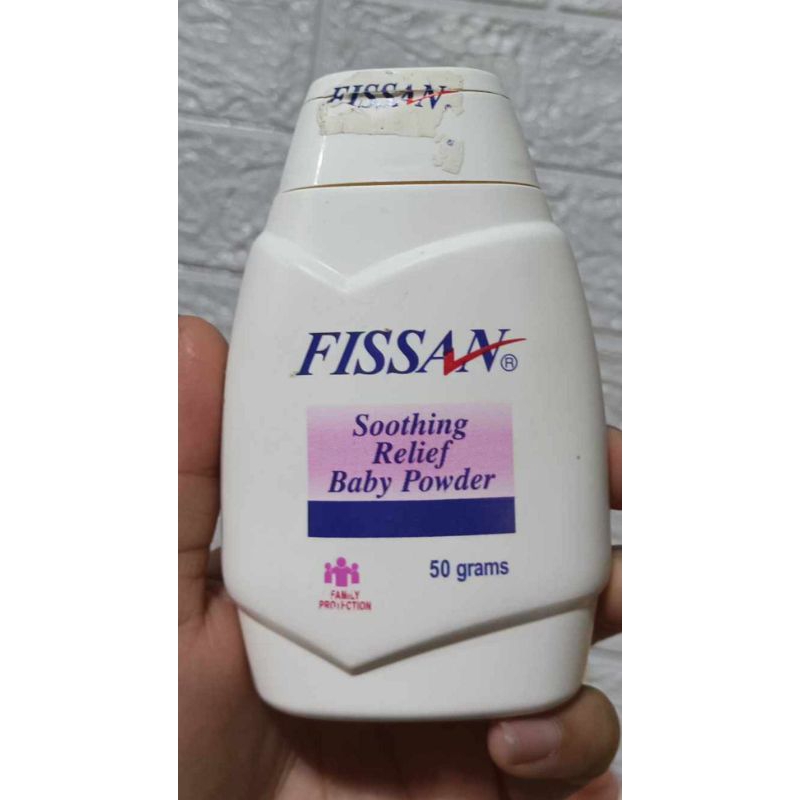 FISSAN
FISSAN®
Soothing
Relief
Baby Powder
50 grams
FAMILY
PROTECTION